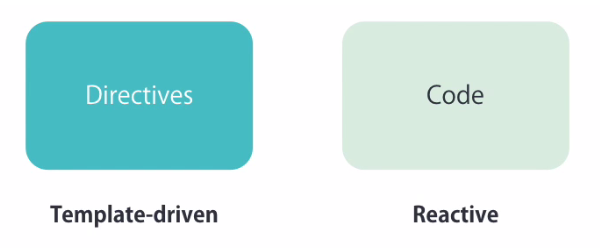 Directives
Code
Template-driven
Reactive